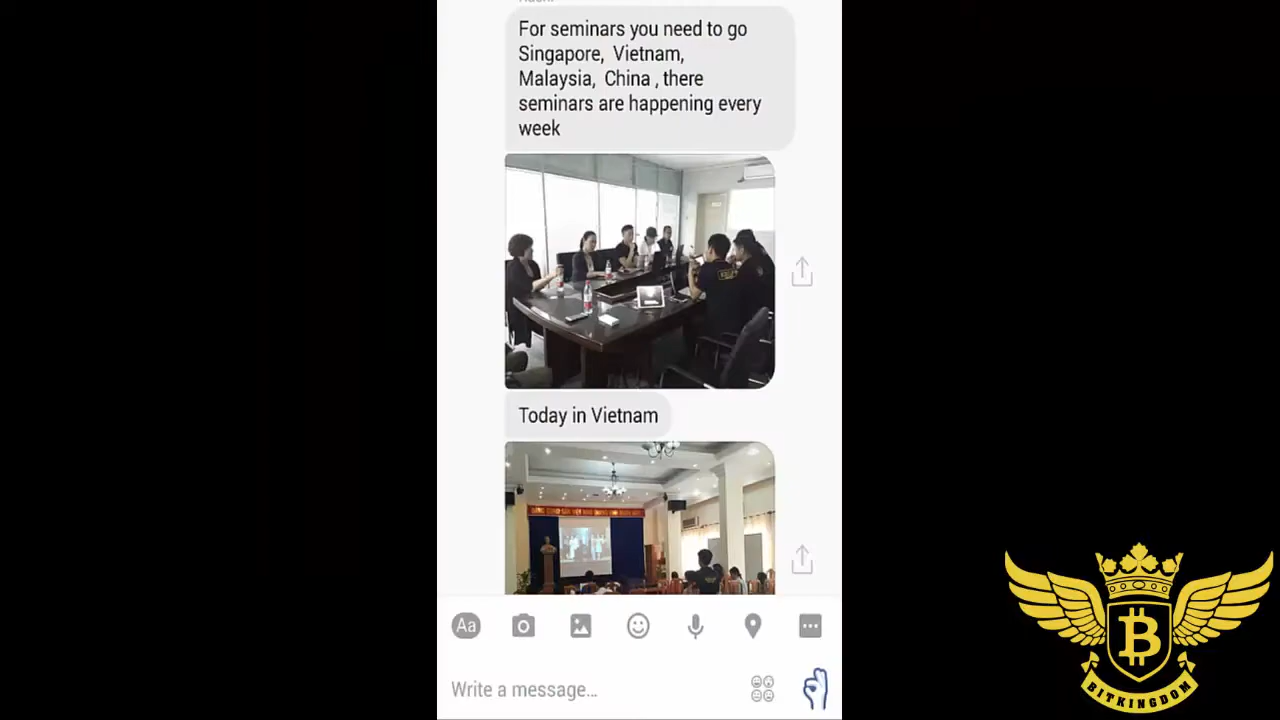 For seminars you need to go
Singapore, Vietnam,
Malaysia, China , there
seminars are happening every
week
Today in Vietnam
Aa
Write a message...
BITKINGDOM